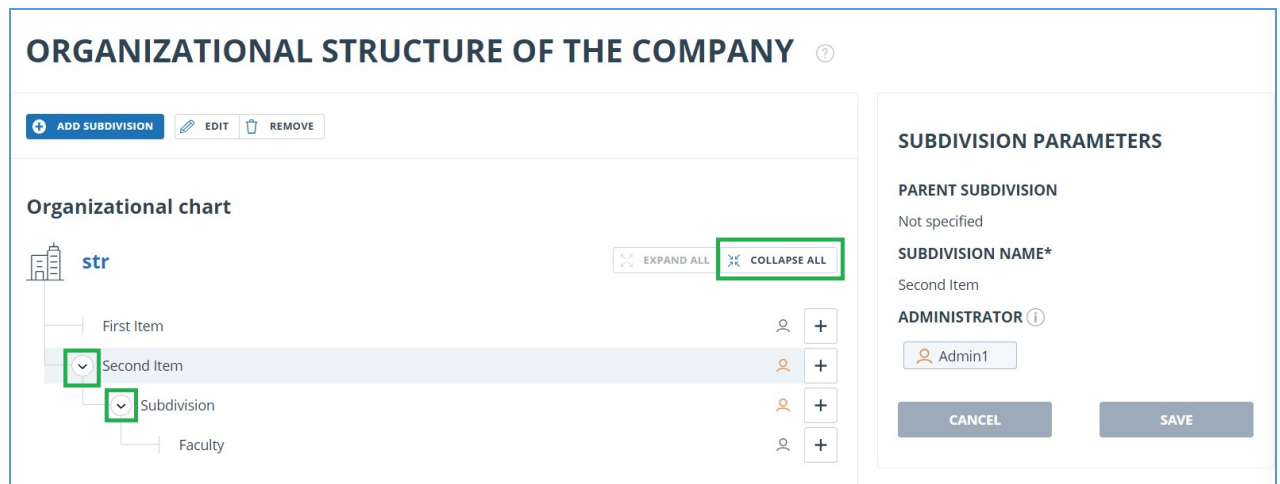 ORGANIZATIONAL STRUCTURE OF THE COMPANY ?
ADD SUBDIVISION EDIT REMOVE
Organizational chart
str
EXPAND ALL COLLAPSE ALL
First Item
Second Item
Subdivision
Faculty
SUBDIVISION PARAMETERS
PARENT SUBDIVISION
Not specified
SUBDIVISION NAME*
Second Item
ADMINISTRATOR i
Admin1
CANCEL SAVE